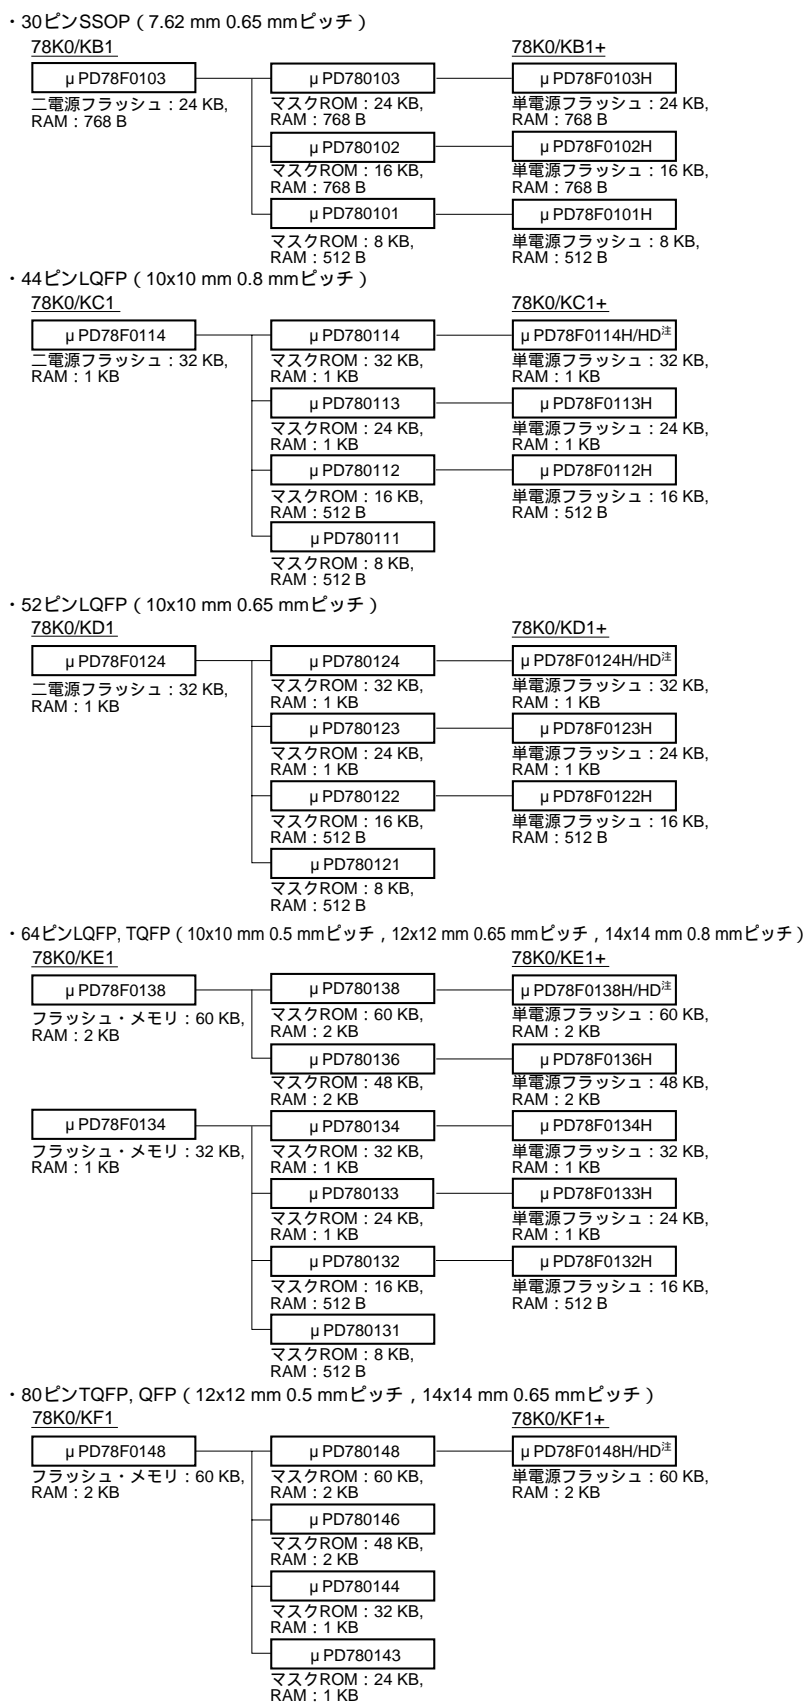 ・30ピンSSOP（7.62 mm 0.65 mmピッチ）
78K0/KB1 78K0/KB1+
μPD78F0103 μPD780103 μPD78F0103H
二電源フラッシュ：24 KB, マスクROM：24 KB, 単電源フラッシュ：24 KB,
RAM：768 B RAM：768 B RAM：768 B
μPD780102 μPD78F0102H
マスクROM：16 KB, 単電源フラッシュ：16 KB,
RAM：768 B RAM：768 B
μPD780101 μPD78F0101H
マスクROM：8 KB, 単電源フラッシュ：8 KB,
RAM：512 B RAM：512 B
・44ピンLQFP（10x10 mm 0.8 mmピッチ）
78K0/KC1 78K0/KC1+
μPD78F0114 μPD780114 μPD78F0114H/HD注
二電源フラッシュ：32 KB, マスクROM：32 KB, 単電源フラッシュ：32 KB,
RAM：1 KB RAM：1 KB RAM：1 KB
μPD780113 μPD78F0113H
マスクROM：24 KB, 単電源フラッシュ：24 KB,
RAM：1 KB RAM：1 KB
μPD780112 μPD78F0112H
マスクROM：16 KB, 単電源フラッシュ：16 KB,
RAM：512 B RAM：512 B
μPD780111
マスクROM：8 KB,
RAM：512 B
・52ピンLQFP（10x10 mm 0.65 mmピッチ）
78K0/KD1 78K0/KD1+
μPD78F0124 μPD780124 μPD78F0124H/HD注
二電源フラッシュ：32 KB, マスクROM：32 KB, 単電源フラッシュ：32 KB,
RAM：1 KB RAM：1 KB RAM：1 KB
μPD780123 μPD78F0123H
マスクROM：24 KB, 単電源フラッシュ：24 KB,
RAM：1 KB RAM：1 KB
μPD780122 μPD78F0122H
マスクROM：16 KB, 単電源フラッシュ：16 KB,
RAM：512 B RAM：512 B
μPD780121
マスクROM：8 KB,
RAM：512 B
・64ピンLQFP, TQFP（10x10 mm 0.5 mmピッチ，12x12 mm 0.65 mmピッチ，14x14 mm 0.8 mmピッチ）
78K0/KE1 78K0/KE1+
μPD78F0138 μPD780138 μPD78F0138H/HD注
フラッシュ・メモリ：60 KB, マスクROM：60 KB, 単電源フラッシュ：60 KB,
RAM：2 KB RAM：2 KB RAM：2 KB
μPD780136 μPD78F0136H
マスクROM：48 KB, 単電源フラッシュ：48 KB,
RAM：2 KB RAM：2 KB
μPD78F0134 μPD780134 μPD78F0134H
フラッシュ・メモリ：32 KB, マスクROM：32 KB, 単電源フラッシュ：32 KB,
RAM：1 KB RAM：1 KB RAM：1 KB
μPD780133 μPD78F0133H
マスクROM：24 KB, 単電源フラッシュ：24 KB,
RAM：1 KB RAM：1 KB
μPD780132 μPD78F0132H
マスクROM：16 KB, 単電源フラッシュ：16 KB,
RAM：512 B RAM：512 B
μPD780131
マスクROM：8 KB,
RAM：512 B
・80ピンTQFP, QFP（12x12 mm 0.5 mmピッチ，14x14 mm 0.65 mmピッチ）
78K0/KF1 78K0/KF1+
μPD78F0148 μPD780148 μPD78F0148H/HD注
フラッシュ・メモリ：60 KB, マスクROM：60 KB, 単電源フラッシュ：60 KB,
RAM：2 KB RAM：2 KB RAM：2 KB
μPD780146
マスクROM：48 KB,
RAM：2 KB
μPD780144
マスクROM：32 KB,
RAM：1 KB
μPD780143
マスクROM：24 KB,
RAM：1 KB